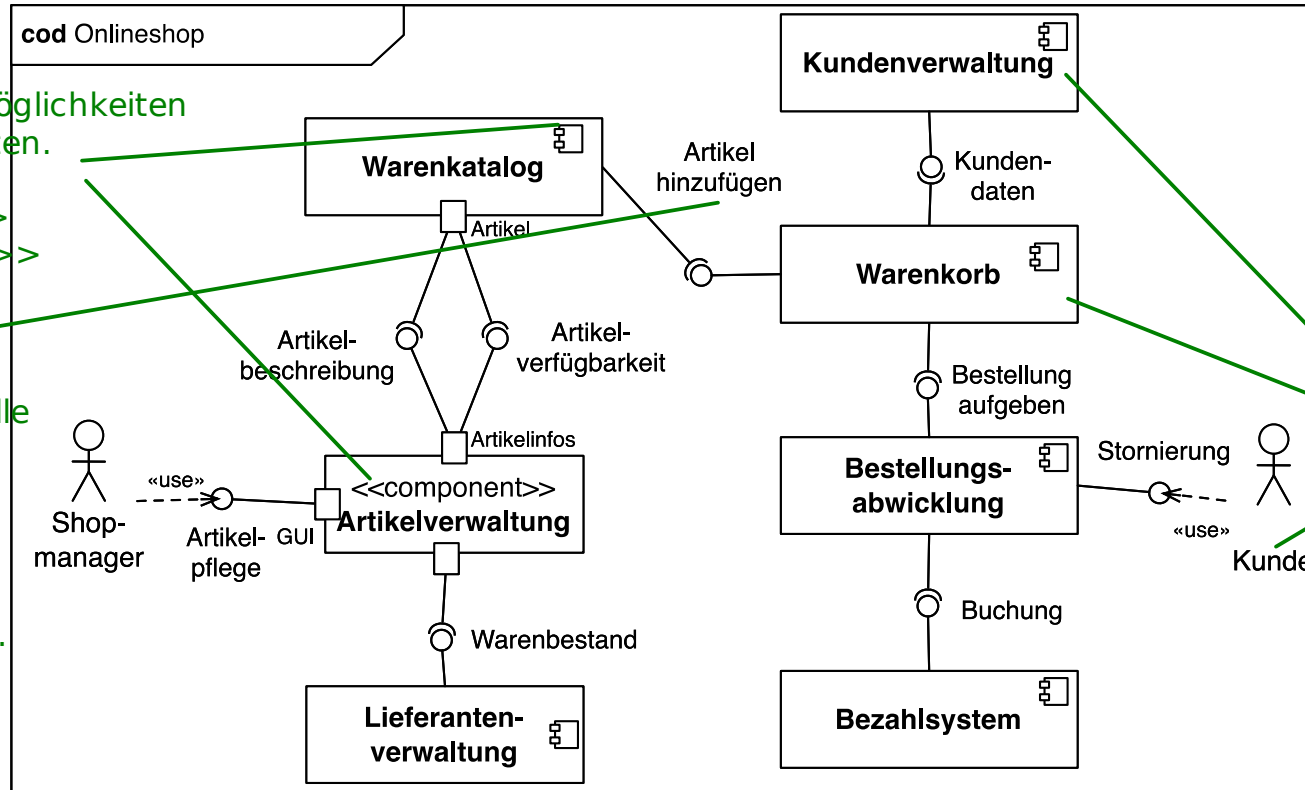 cod Onlineshop
Kundenverwaltung
öglichkeiten
en.
Warenkatalog
Artikel
hinzufügen
Kunden-
daten
>
>>
Artikel
Warenkorb
Artikel-
beschreibung
Artikel-
verfügbarkeit
Bestellung
aufgeben
lle
Artikelinfos
«use»
<<component>>
Artikelverwaltung
Bestellungs-
abwicklung
Stornierung
«use»
Shop-
manager
Artikel-
pflege
GUI
Kunde
Buchung
.
Warenbestand
Lieferanten-
verwaltung
Bezahlsystem